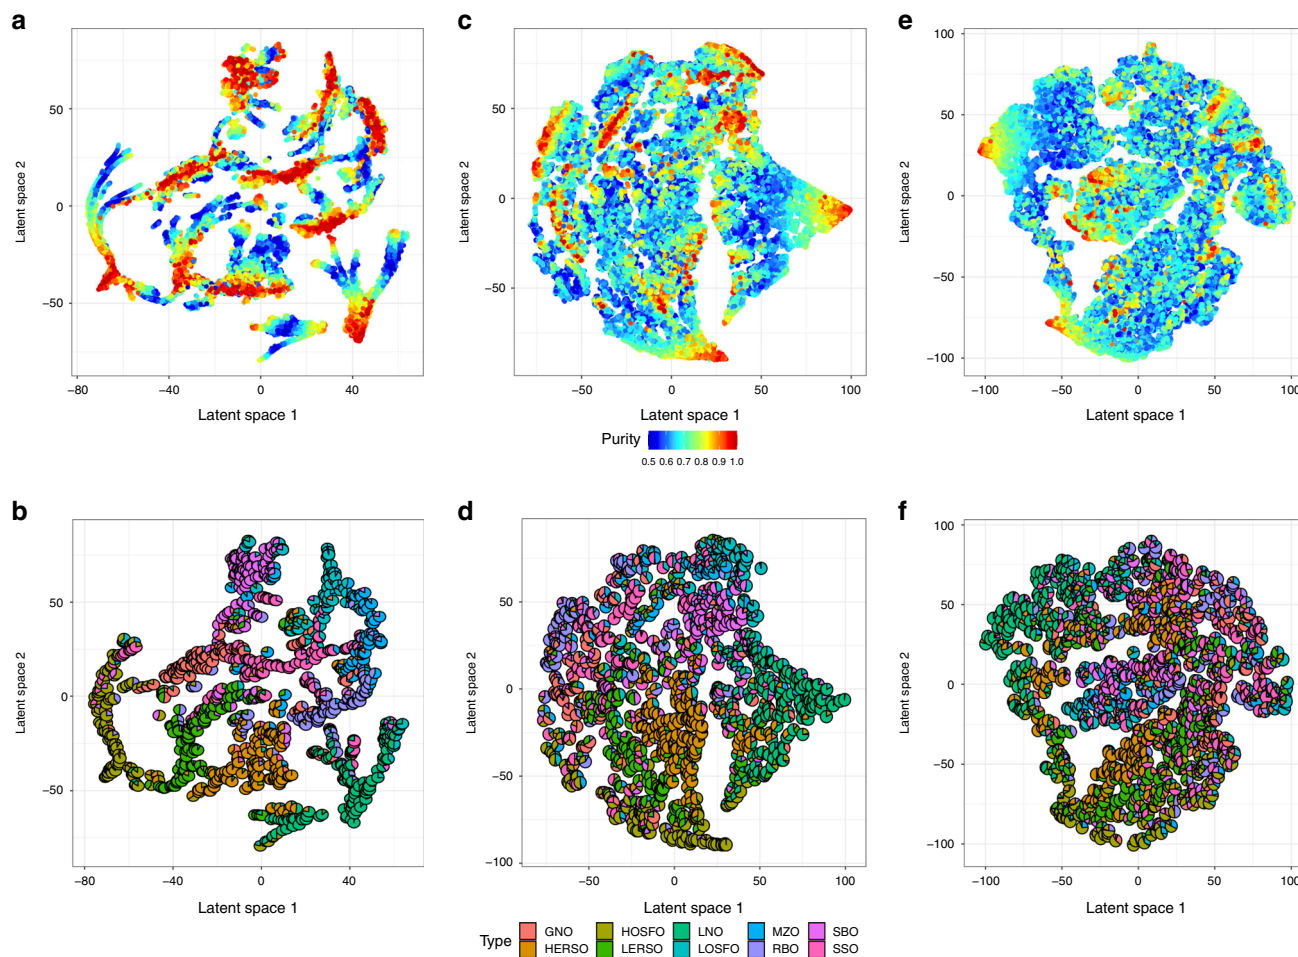 a
c
e
50
0
−50
−80
−40
0
40
Latent space 2
Latent space 1
50
0
−50
−50
0
50
100
Latent space 2
Latent space 1
100
50
0
−50
−100
−100
−50
0
50
100
Latent space 2
Latent space 1
Purity
0.5 0.6 0.7 0.8 0.9 1.0
b
d
f
50
0
−50
−80
−40
0
40
Latent space 2
Latent space 1
50
0
−50
−100
−50
0
50
100
Latent space 2
Latent space 1
100
50
0
−50
−100
−100
−50
0
50
100
Latent space 2
Latent space 1
Type
GNO HOSFO LNO MZO SBO
HERSO LERSO LOSFO RBO SSO